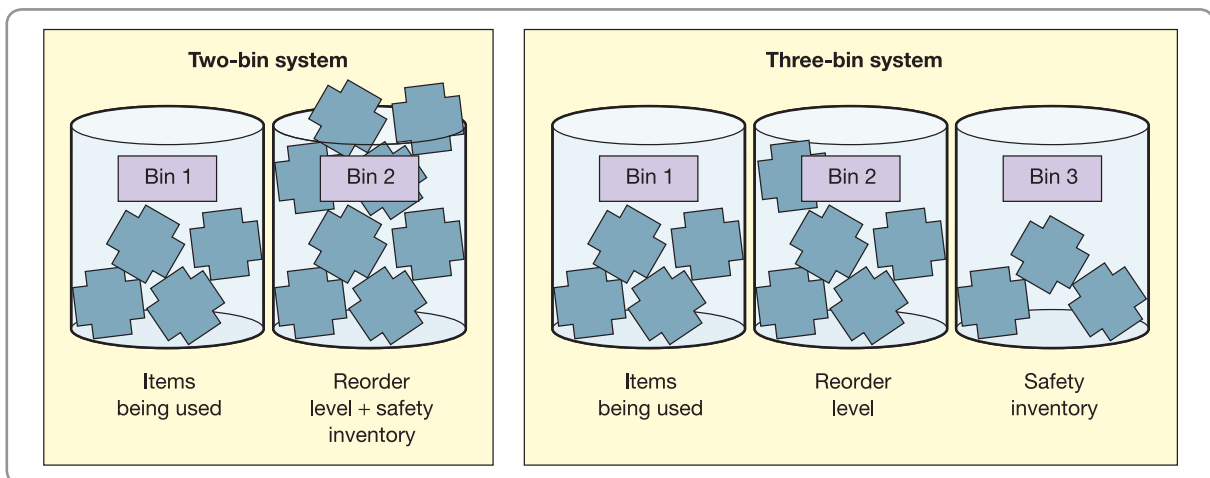 Two-bin system
Bin 1
Bin 2
Items
being used
Reorder
level + safety
inventory
Three-bin system
Bin 1
Bin 2
Bin 3
Items
being used
Reorder
level
Safety
inventory